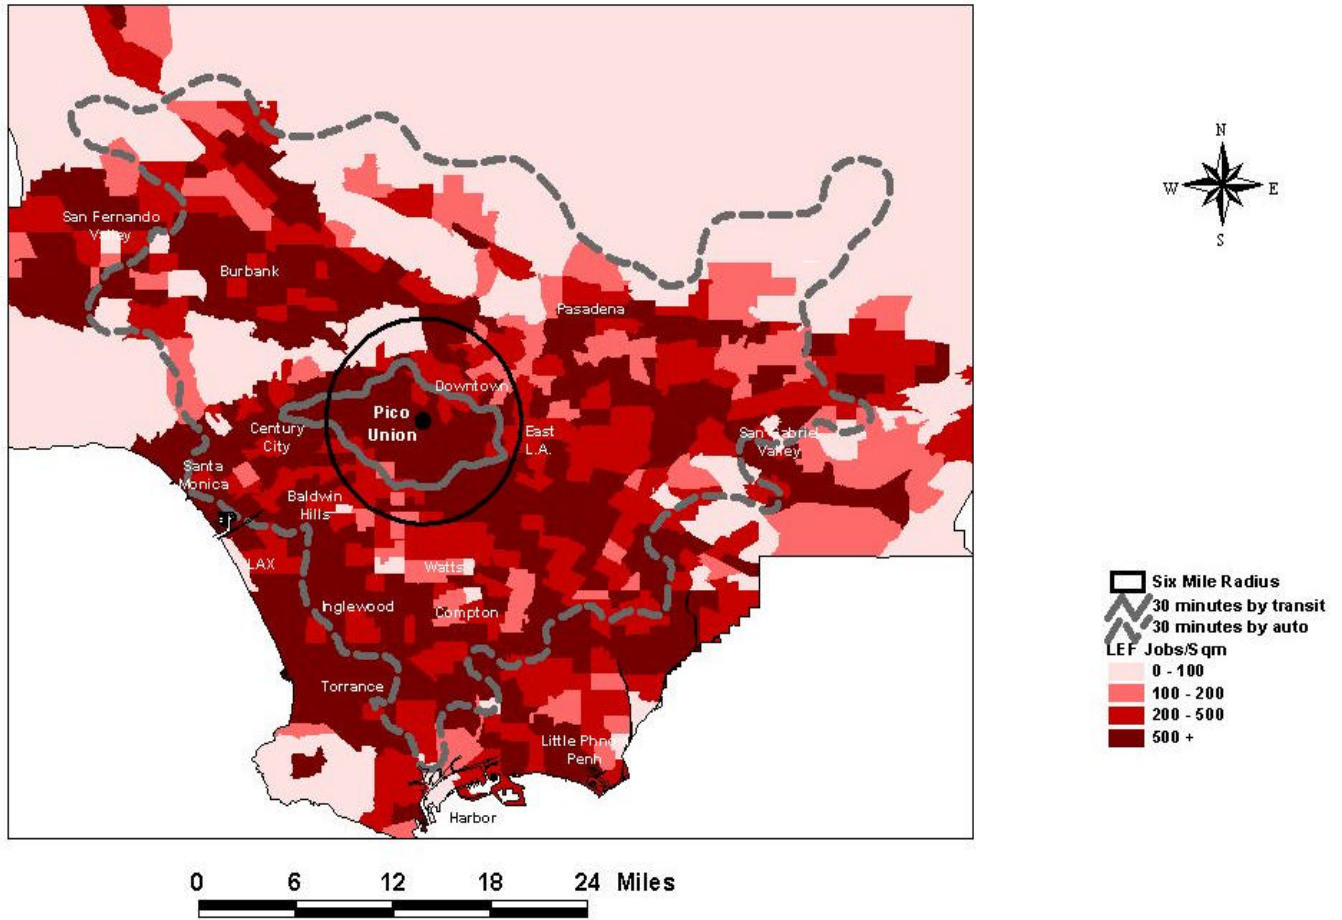 N
W E
S
San Fernando
Valley
Burbank
Pasadena
Downtown
Pico
Union
Century
City
East
L.A.
San Gabriel
Valley
Santa
Monica
Baldwin
Hills
LAX
Watts
Inglewood
Compton
Torrance
Little Phnom
Penh
Harbor
Six Mile Radius
30 minutes by transit
30 minutes by auto
LEF Jobs/Sqm
0 - 100
100 - 200
200 - 500
500 +
0 6 12 18 24 Miles